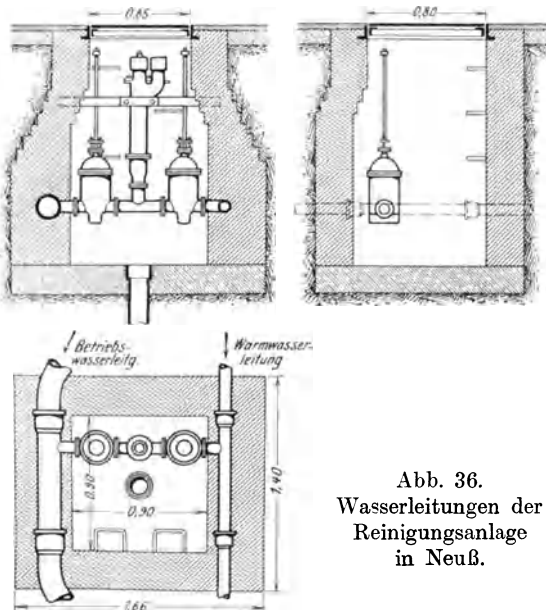 0,85
0,80
Betriebs-
wasserleitg.
Warmwasser-
leitung
0,90
0,90
1,40
1,66
Abb. 36.
Wasserleitungen der
Reinigungsanlage
in Neuß.